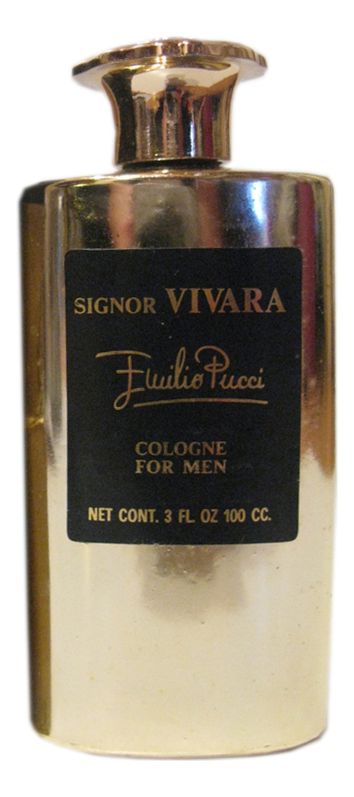 SIGNOR VIVARA
Emilio Pucci
COLOGNE
FOR MEN
NET CONT. 3 FL. OZ 100 CC.